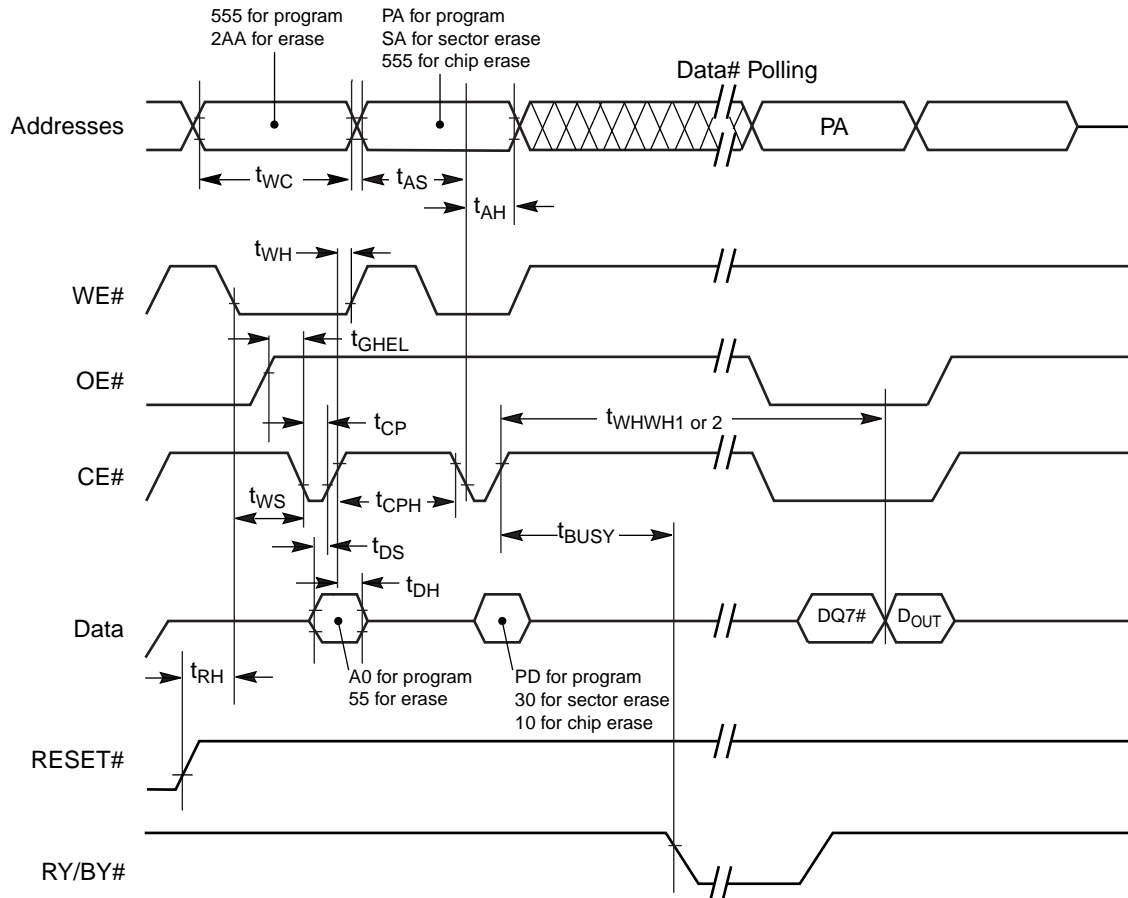 555 for program
2AA for erase
PA for program
SA for sector erase
555 for chip erase
Data# Polling
Addresses
PA
tWC
tAS
tAH
tWH
WE#
tGHEL
OE#
tWHWH1 or 2
tCP
CE#
tWS
tCPH
tBUSY
tDS
tDH
Data
DQ7#
DOUT
tRH
A0 for program
55 for erase
PD for program
30 for sector erase
10 for chip erase
RESET#
RY/BY#